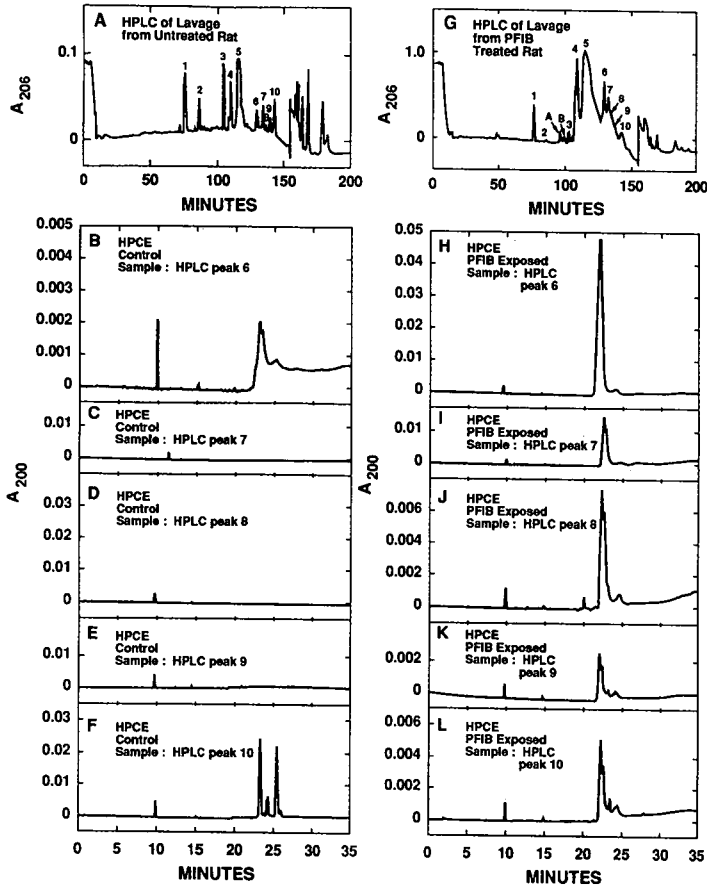 A HPLC of Lavage
from Untreated Rat
0.1
0.0
A206
1
2
3
4
5
6
7
8
9
10
0 50 100 150 200
MINUTES
G HPLC of Lavage
from PFIB
Treated Rat
1.0
0.0
A206
1
2
A
B
3
4
5
6
7
8
9
10
0 50 100 150 200
MINUTES
B HPCE
Control
Sample : HPLC peak 6
0.005
0.004
0.003
0.002
0.001
0
C HPCE
Control
Sample : HPLC peak 7
0.01
0
D HPCE
Control
Sample : HPLC peak 8
0.03
0.02
0.01
0
E HPCE
Control
Sample : HPLC peak 9
0.01
0
F HPCE
Control
Sample : HPLC peak 10
0.03
0.02
0.01
0
A200
0 5 10 15 20 25 30 35
MINUTES
H HPCE
PFIB Exposed
Sample : HPLC
peak 6
0.05
0.04
0.03
0.02
0.01
0
I HPCE
PFIB Exposed
Sample : HPLC peak 7
0.01
0
J HPCE
PFIB Exposed
Sample : HPLC peak 8
0.006
0.004
0.002
0
K HPCE
PFIB Exposed
Sample : HPLC
peak 9
0.002
0
L HPCE
PFIB Exposed
Sample : HPLC
peak 10
0.006
0.004
0.002
0
A200
0 5 10 15 20 25 30 35
MINUTES